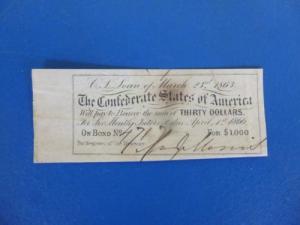 C.S. Loan of March 23rd 1863.
The Confederate States of America
Will pay to Bearer the sum of THIRTY DOLLARS.
For Six Months Interest due April 1st 1866
ON BOND No FOR $1.000